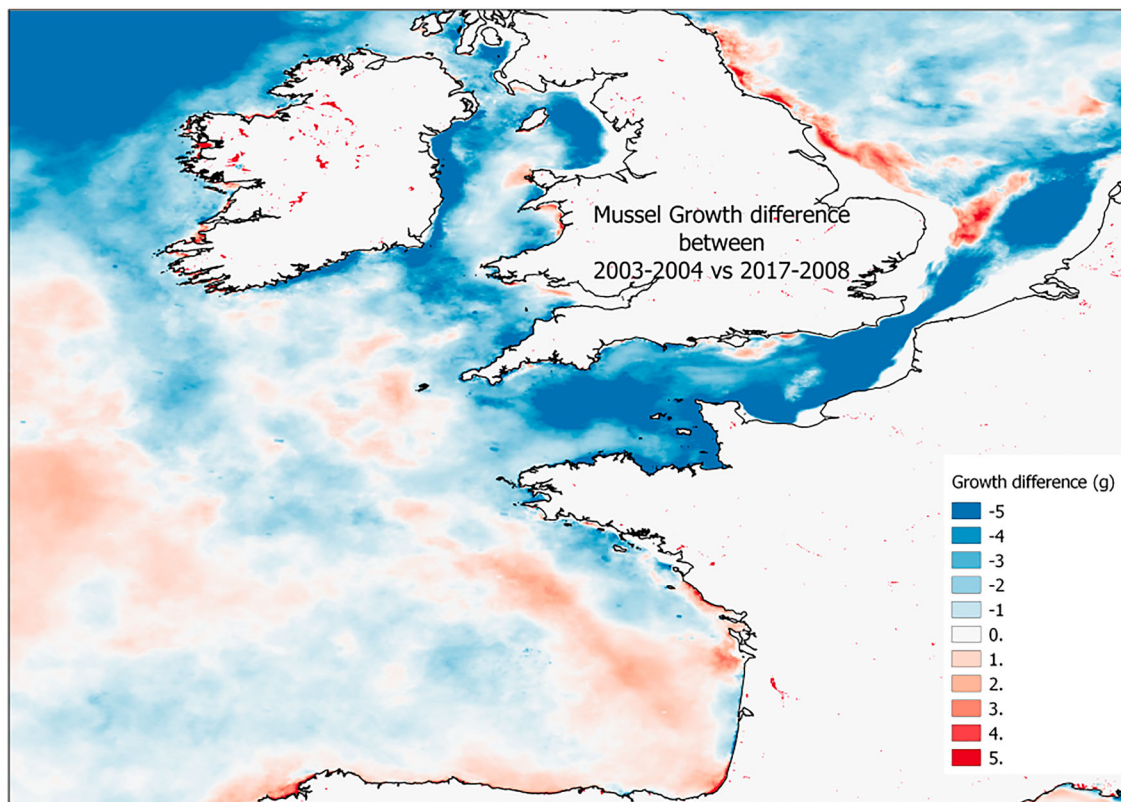 Mussel Growth difference
between
2003-2004 vs 2017-2008
Growth difference (g)
-5
-4
-3
-2
-1
0.
1.
2.
3.
4.
5.